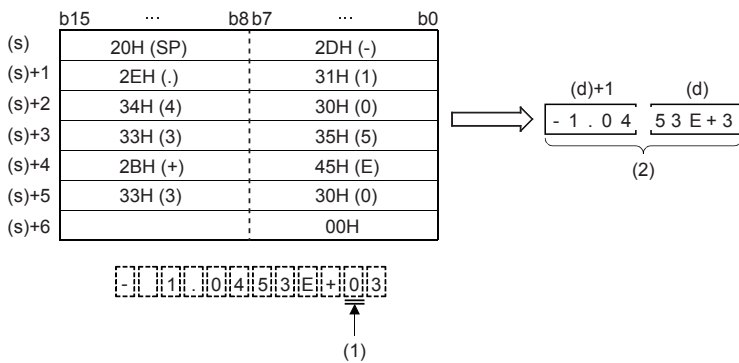 b15 ... b8 b7 ... b0
(s) 20H (SP) 2DH (-)
(s)+1 2EH (.) 31H (1)
(s)+2 34H (4) 30H (0)
(s)+3 33H (3) 35H (5)
(s)+4 2BH (+) 45H (E)
(s)+5 33H (3) 30H (0)
(s)+6 00H
(d)+1 (d)
- 1 . 0 4 5 3 E + 3
(2)
- 1 . 0 4 5 3 E + 0 3
(1)